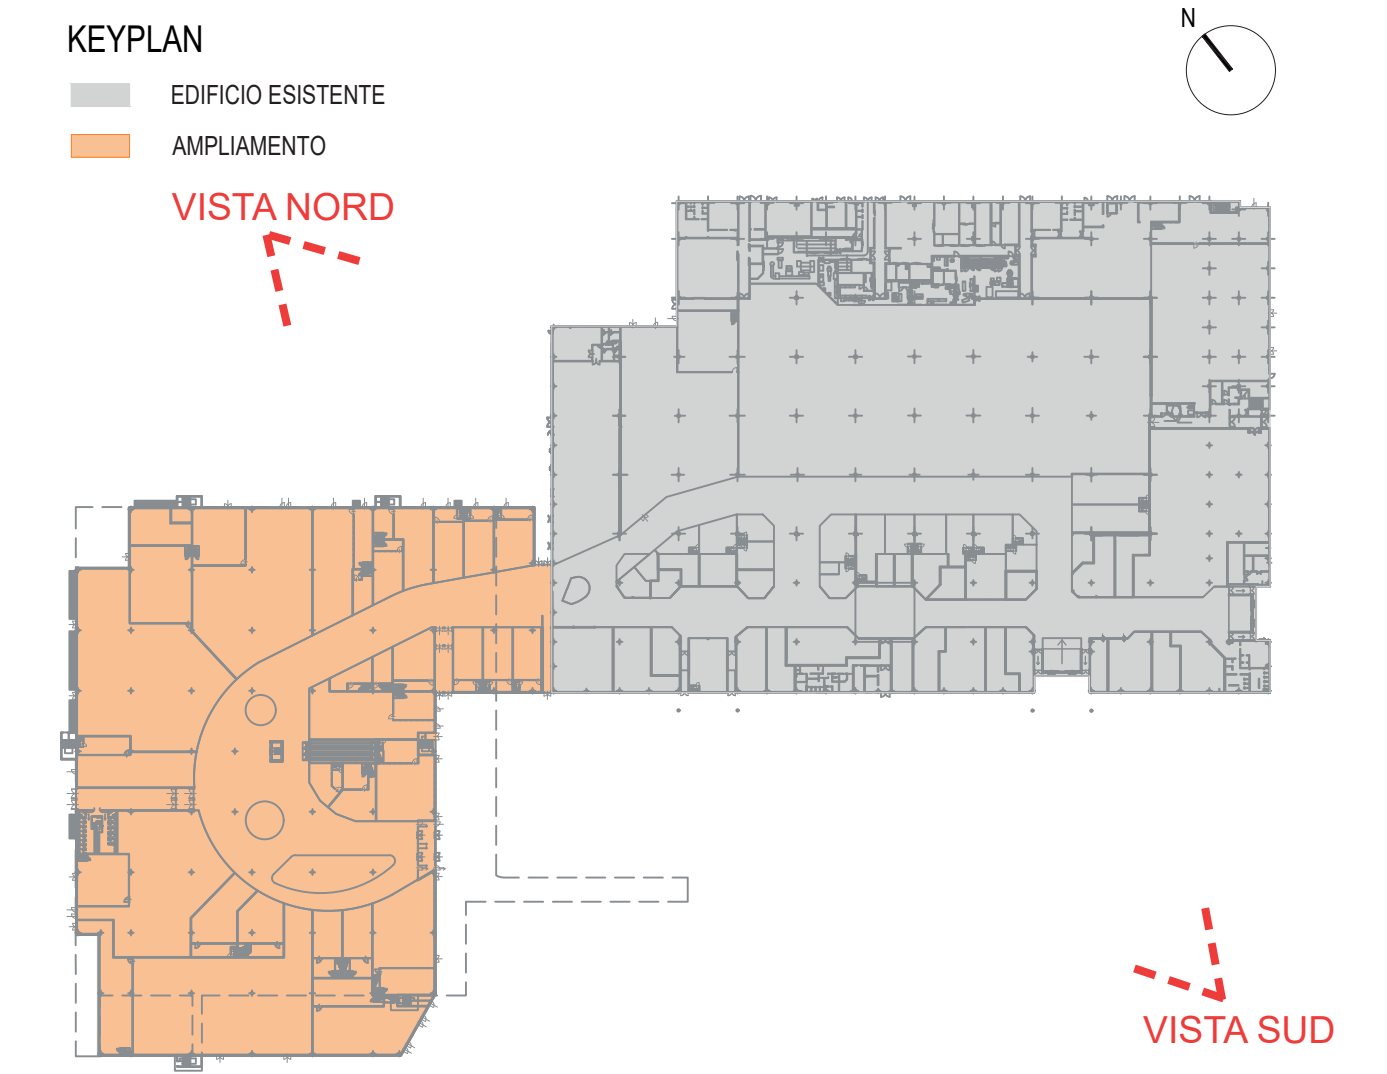 KEYPLAN
N
EDIFICIO ESISTENTE
AMPLIAMENTO
VISTA NORD
VISTA SUD